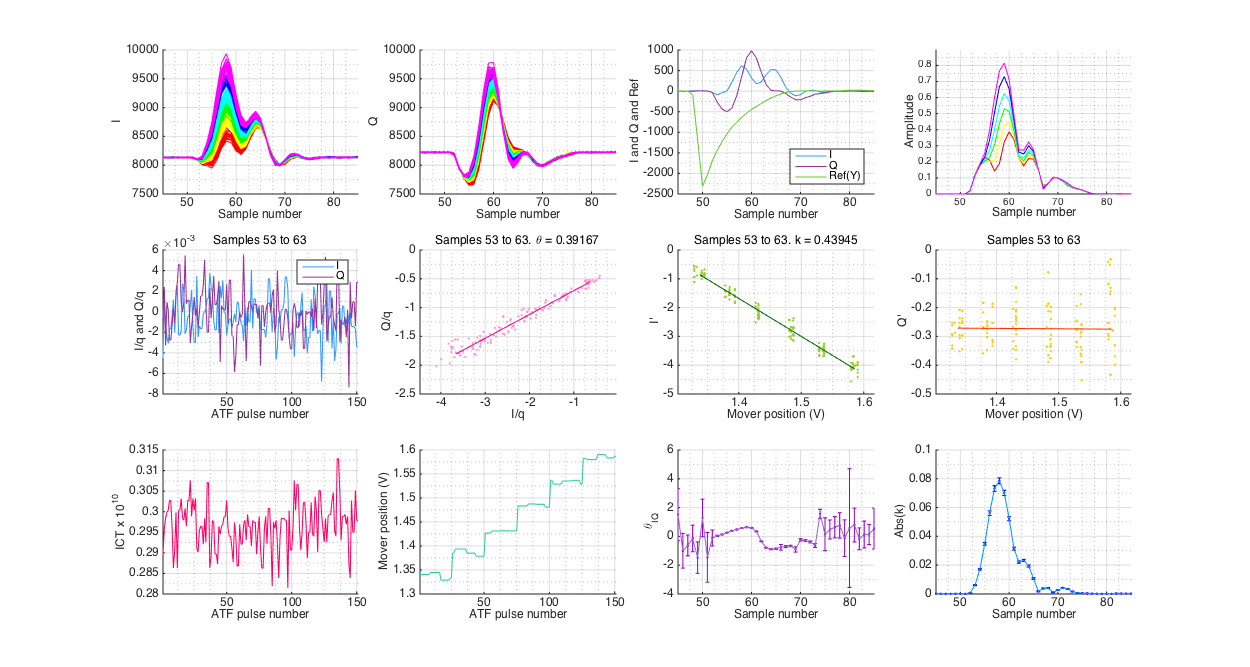 10000
9500
9000
8500
8000
7500
I
50 60 70 80
Sample number
10000
9500
9000
8500
8000
7500
Q
50 60 70 80
Sample number
1000
500
0
-500
-1000
-1500
-2000
-2500
I and Q and Ref
I
Q
Ref(Y)
50 60 70 80
Sample number
0.8
0.7
0.6
0.5
0.4
0.3
0.2
0.1
0
Amplitude
50 60 70 80
Sample number
Samples 53 to 63
×10⁻³
6
4
2
0
-2
-4
-6
-8
I/q and Q/q
I
Q
50 100 150
ATF pulse number
Samples 53 to 63. θ = 0.39167
0
-0.5
-1
-1.5
-2
-2.5
Q/q
-4 -3 -2 -1
I/q
Samples 53 to 63. k = 0.43945
0
-1
-2
-3
-4
-5
I'
1.4 1.5 1.6
Mover position (V)
Samples 53 to 63
0
-0.1
-0.2
-0.3
-0.4
-0.5
Q'
1.4 1.5 1.6
Mover position (V)
0.315
0.31
0.305
0.3
0.295
0.29
0.285
0.28
ICT x 10¹⁰
50 100 150
ATF pulse number
1.6
1.55
1.5
1.45
1.4
1.35
1.3
Mover position (V)
50 100 150
ATF pulse number
6
4
2
0
-2
-4
θ_IQ
50 60 70 80
Sample number
0.1
0.08
0.06
0.04
0.02
0
Abs(k)
50 60 70 80
Sample number